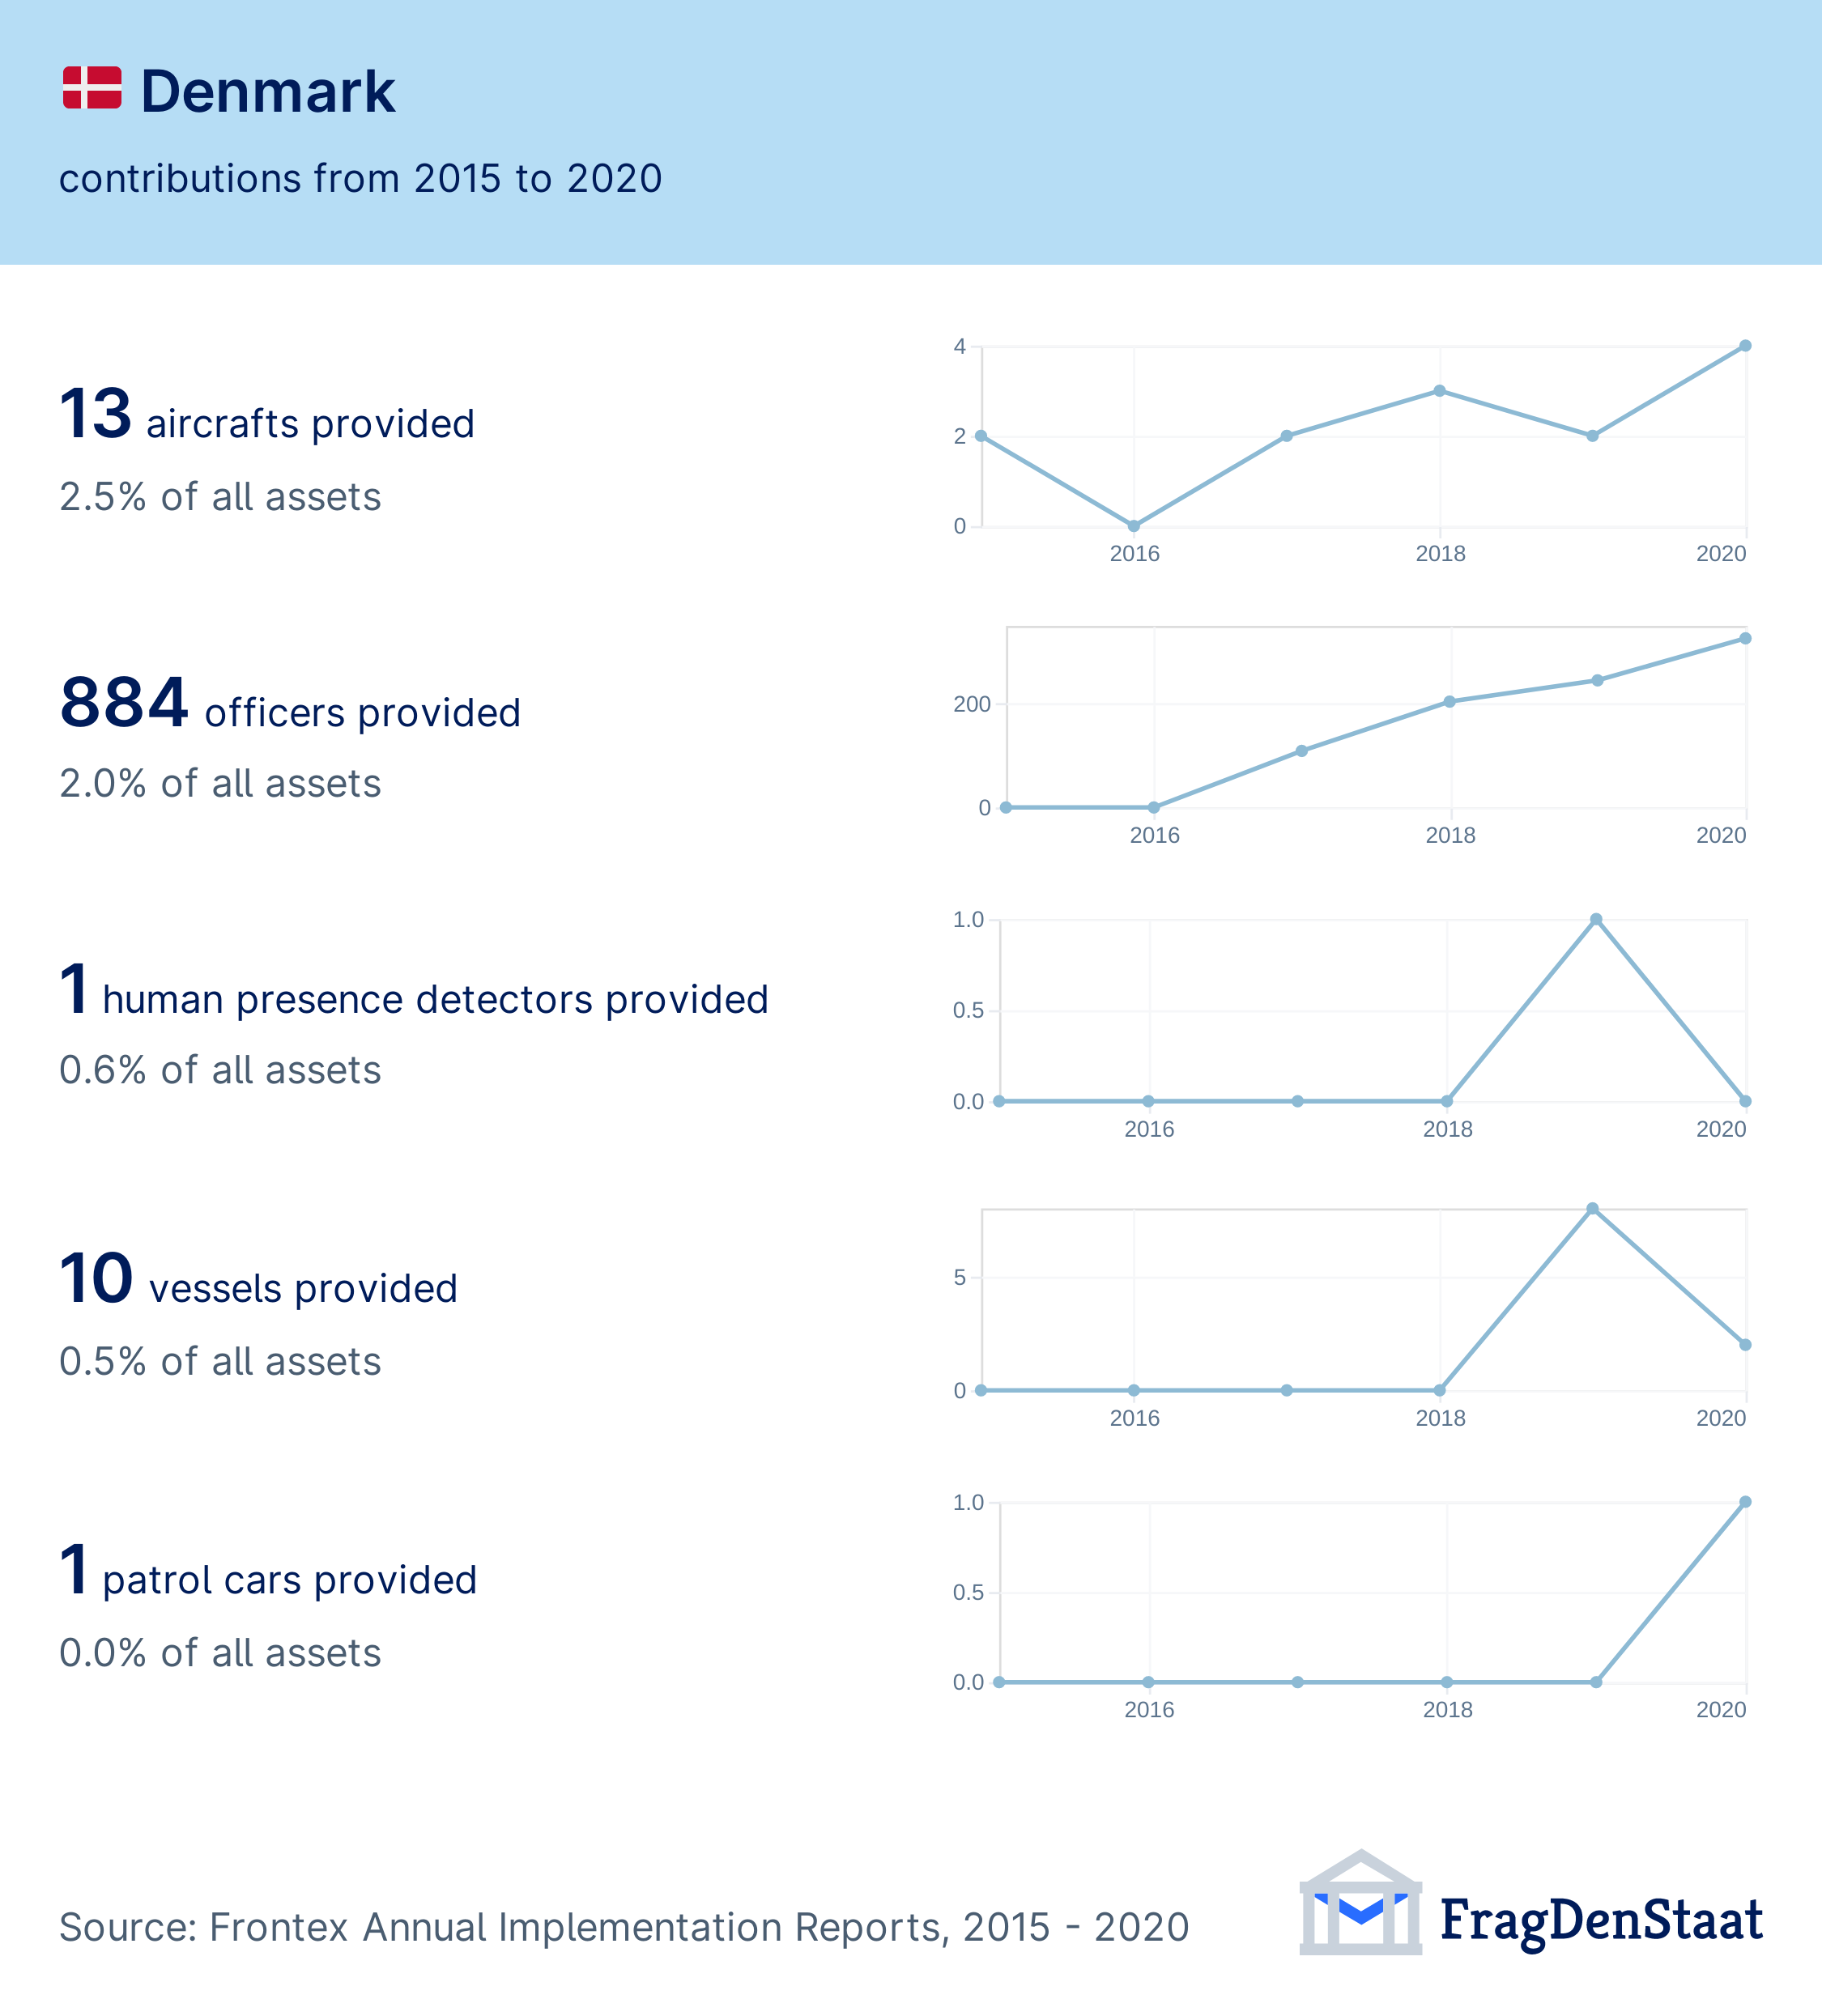 Denmark
contributions from 2015 to 2020
13 aircrafts provided
2.5% of all assets
4
2
0
2016 2018 2020
884 officers provided
2.0% of all assets
200
0
2016 2018 2020
1 human presence detectors provided
0.6% of all assets
1.0
0.5
0.0
2016 2018 2020
10 vessels provided
0.5% of all assets
5
0
2016 2018 2020
1 patrol cars provided
0.0% of all assets
1.0
0.5
0.0
2016 2018 2020
Source: Frontex Annual Implementation Reports, 2015 - 2020
FragDenStaat